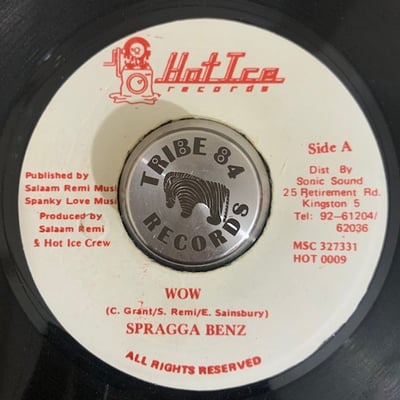 Hot Ice
records
Side A
Published by
Salaam Remi Musi
Spanky Love Musi
Produced by
Salaam Remi
& Hot Ice Crew
TRIBE 84
RECORDS
Dist By
Sonic Sound
25 Retirement Rd.
Kingston 5
Tel: 92-61204/
62036
MSC 327331
HOT 0009
WOW
(C. Grant/S. Remi/E. Sainsbury)
SPRAGGA BENZ
ALL RIGHTS RESERVED